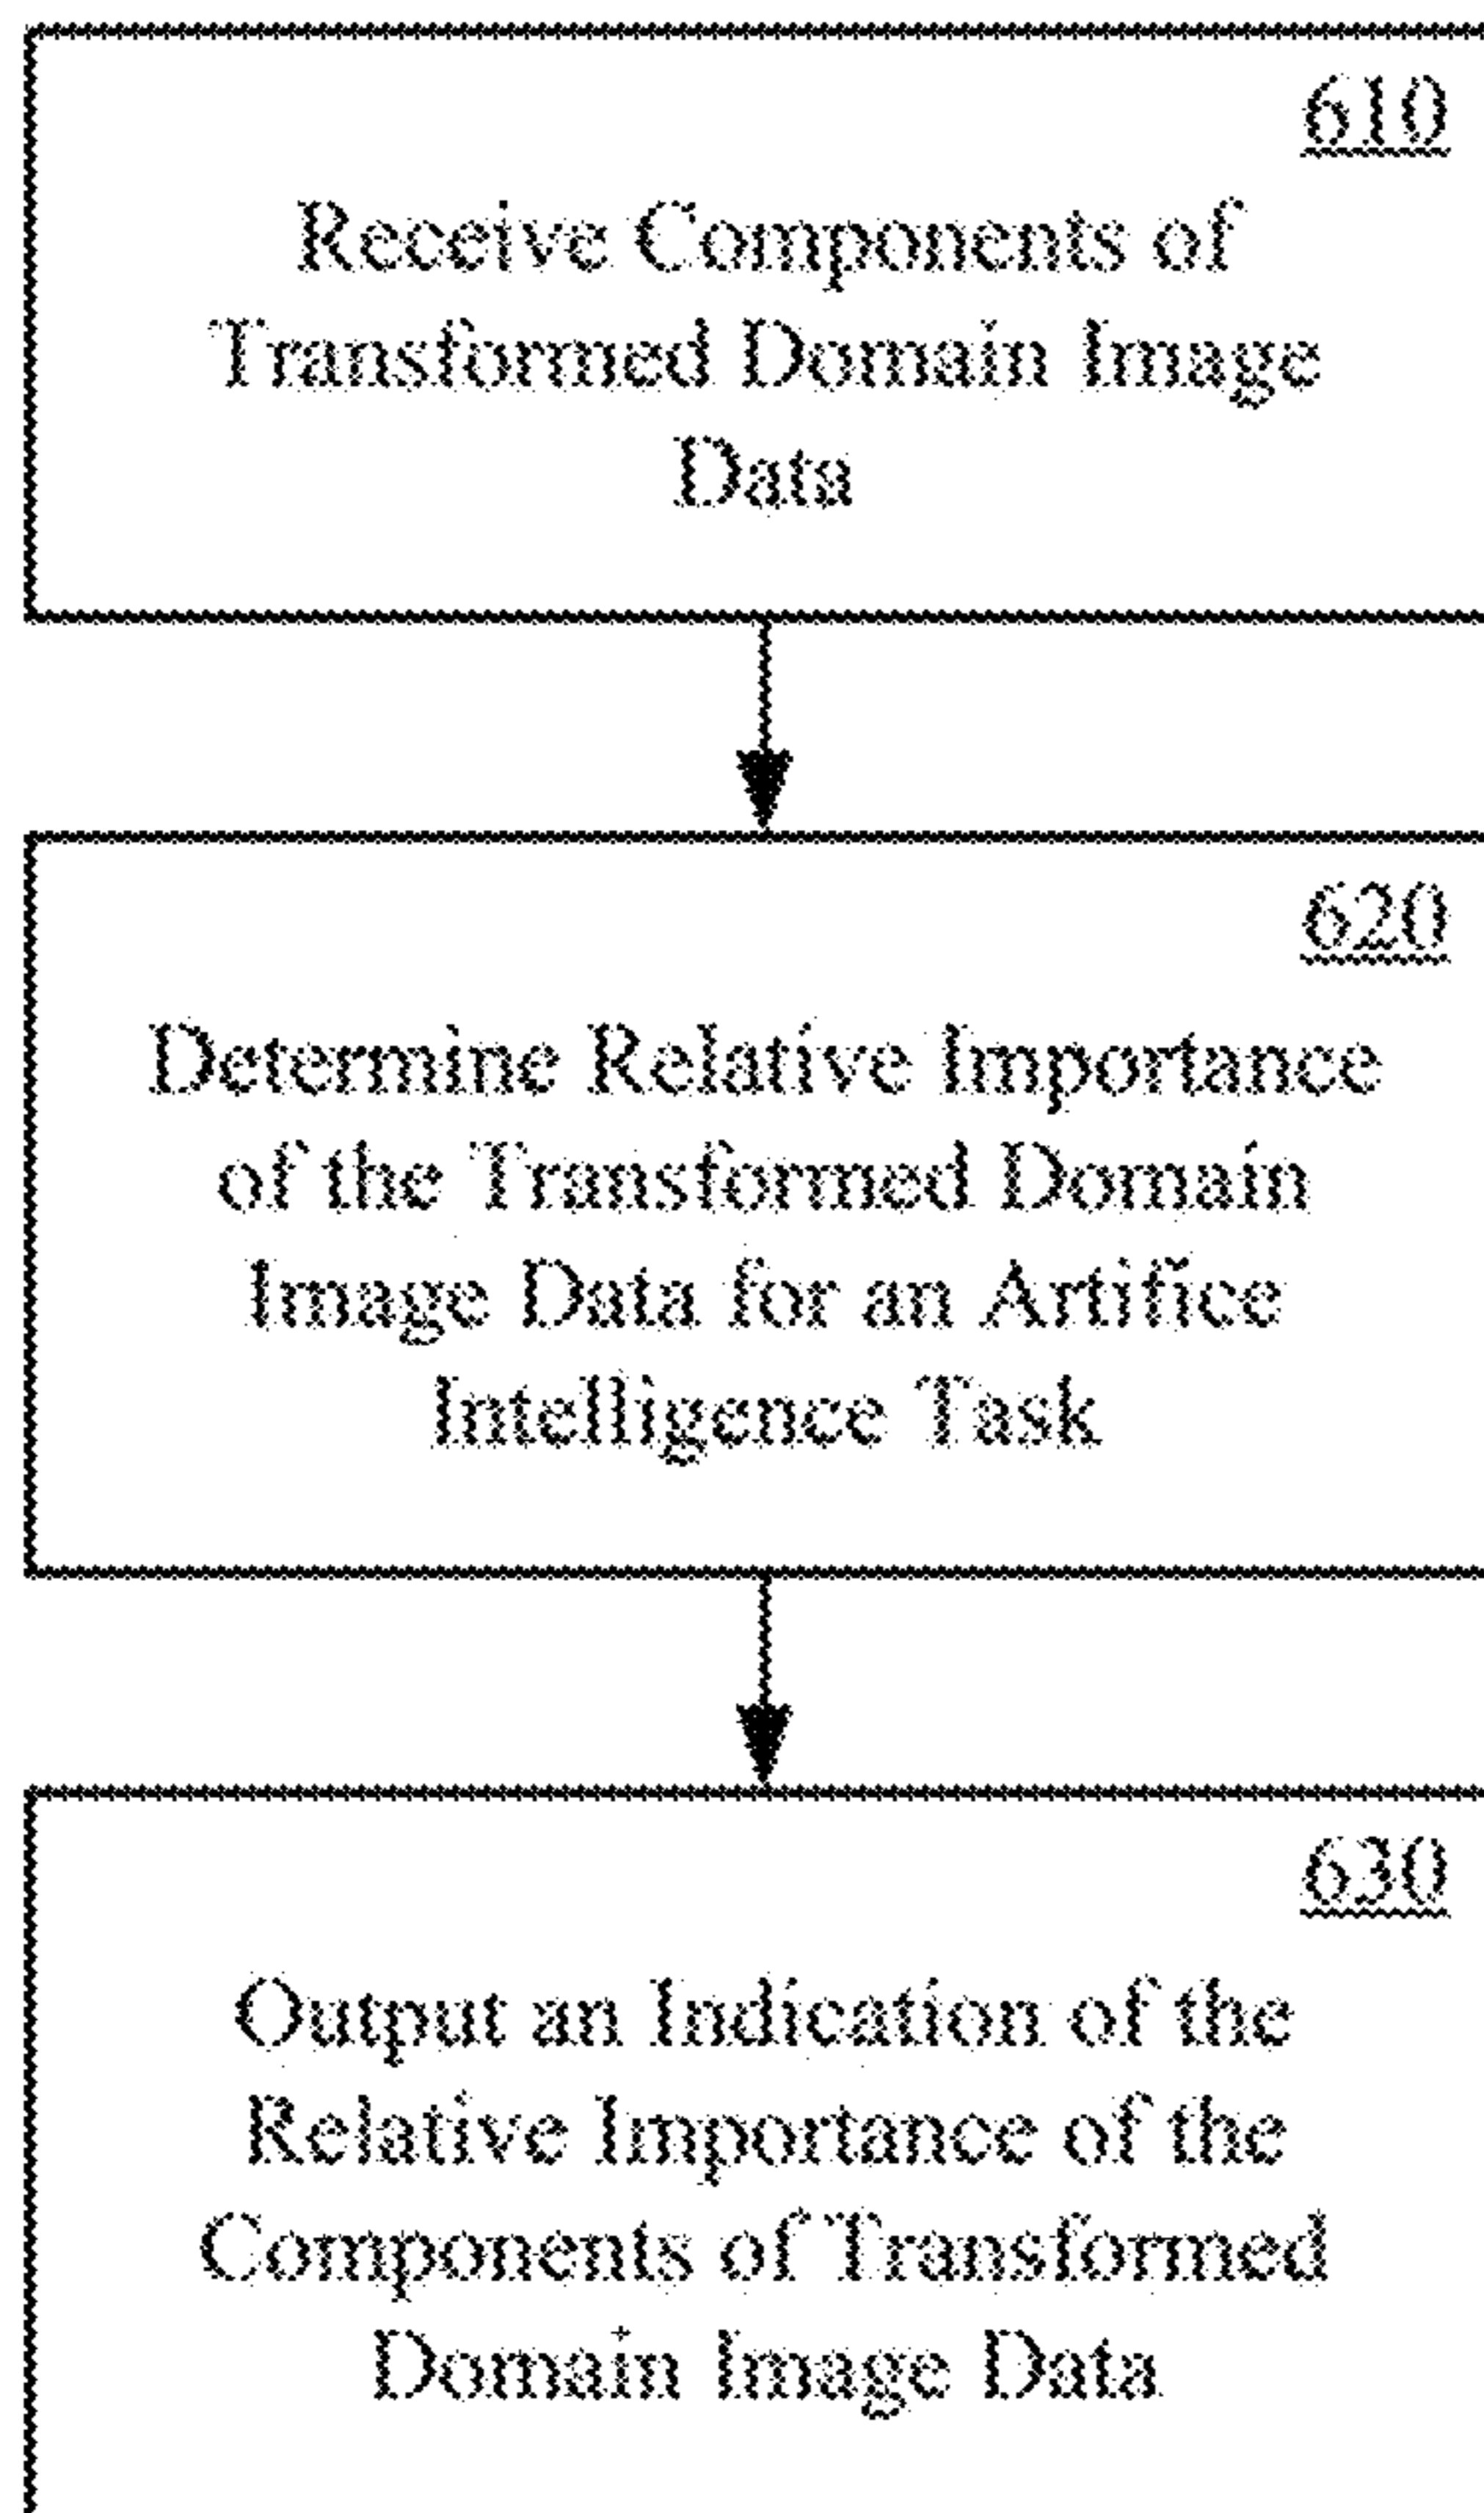 610
Receive Components of
Transformed Domain Image
Data
620
Determine Relative Importance
of the Transformed Domain
Image Data for an Artifice
Intelligence Task
630
Output an Indication of the
Relative Importance of the
Components of Transformed
Domain Image Data